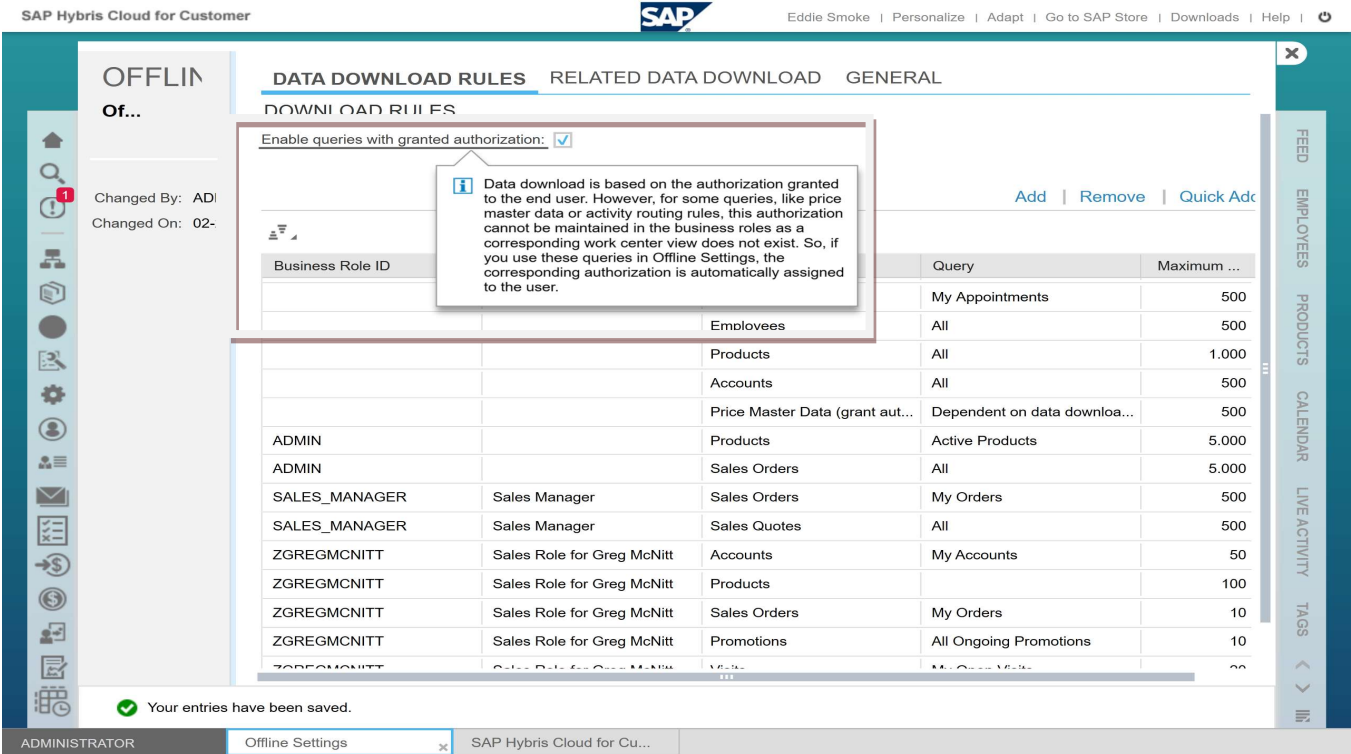 SAP Hybris Cloud for Customer
SAP
Eddie Smoke | Personalize | Adapt | Go to SAP Store | Downloads | Help |
OFFLIN
Of...
Changed By: ADI
Changed On: 02-
DATA DOWNLOAD RULES RELATED DATA DOWNLOAD GENERAL
DOWNLOAD RULES
Enable queries with granted authorization:
Data download is based on the authorization granted
to the end user. However, for some queries, like price
master data or activity routing rules, this authorization
cannot be maintained in the business roles as a
corresponding work center view does not exist. So, if
you use these queries in Offline Settings, the
corresponding authorization is automatically assigned
to the user.
Add | Remove | Quick Add
Business Role ID Query Maximum ...
My Appointments 500
Employees All 500
Products All 1.000
Accounts All 500
Price Master Data (grant aut... Dependent on data downloa... 500
ADMIN Products Active Products 5.000
ADMIN Sales Orders All 5.000
SALES_MANAGER Sales Manager Sales Orders My Orders 500
SALES_MANAGER Sales Manager Sales Quotes All 500
ZGREGMCNITT Sales Role for Greg McNitt Accounts My Accounts 50
ZGREGMCNITT Sales Role for Greg McNitt Products 100
ZGREGMCNITT Sales Role for Greg McNitt Sales Orders My Orders 10
ZGREGMCNITT Sales Role for Greg McNitt Promotions All Ongoing Promotions 10
ZGREGMCNITT Sales Role for Greg McNitt Visits My Open Visits
1
FEED
EMPLOYEES
PRODUCTS
CALENDAR
LIVE ACTIVITY
TAGS
Your entries have been saved.
ADMINISTRATOR
Offline Settings
SAP Hybris Cloud for Cu...